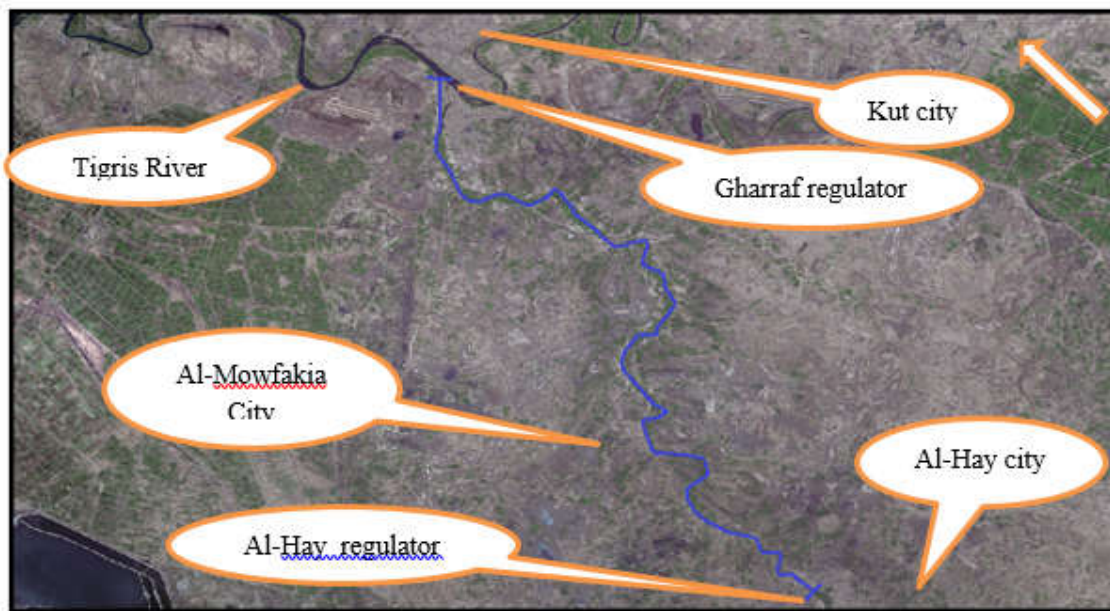 Kut city
Tigris River
Gharraf regulator
Al-Mowfakia
City
Al-Hay city
Al-Hay regulator